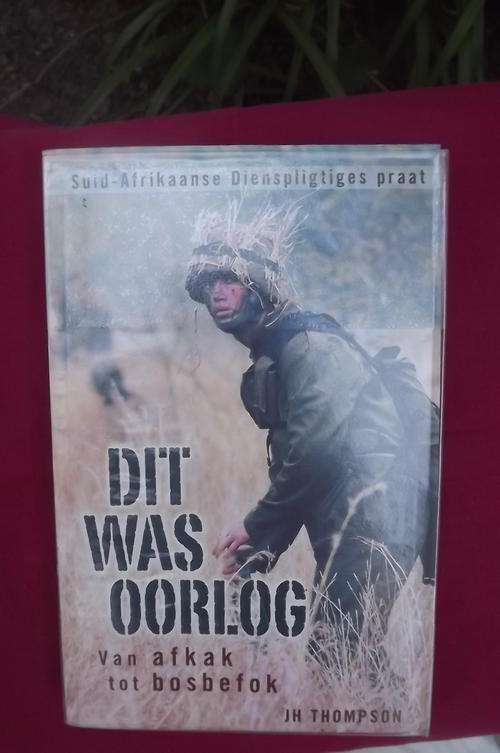 Suid-Afrikaanse Dienspligtiges praat
DIT
WAS
OORLOG
Van afkak
tot bosbefok
JH THOMPSON